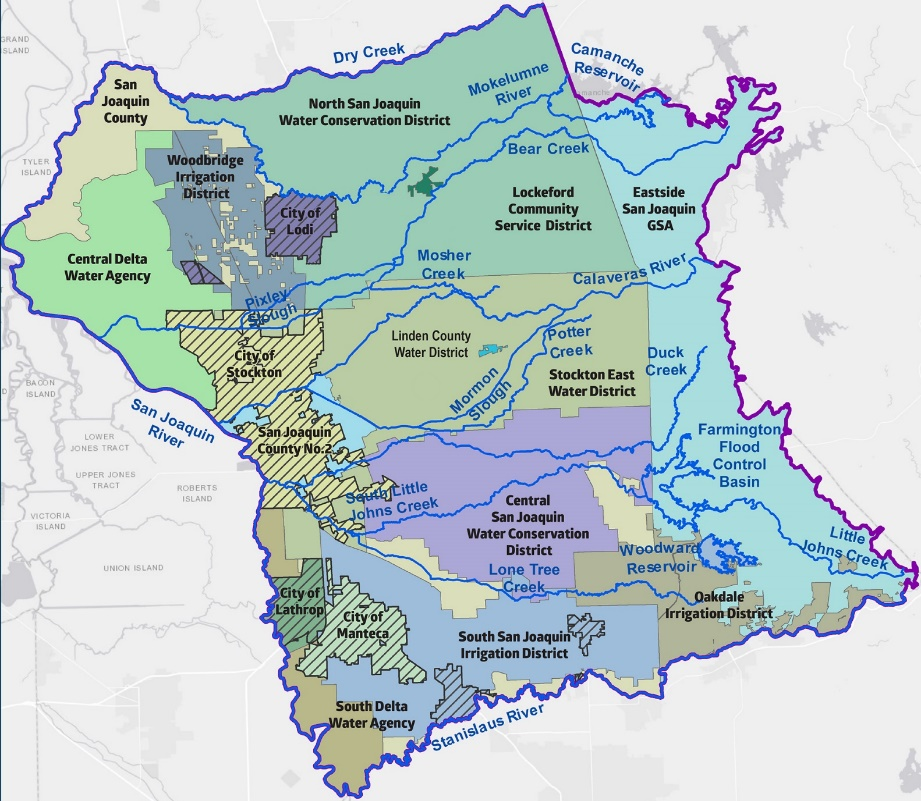 GRAND
ISLAND
Dry Creek
Camanche
Reservoir
San
Joaquin
County
Mokelumne
River
North San Joaquin
Water Conservation District
Bear Creek
TYLER
ISLAND
Woodbridge
Irrigation
District
City of
Lodi
Lockeford
Community
Service District
Eastside
San Joaquin
GSA
Central Delta
Water Agency
Mosher
Creek
Calaveras River
Pixley
Slough
Linden County
Water District
Potter
Creek
City of
Stockton
Duck
Creek
Stockton East
Water District
Mormon
Slough
BACON
ISLAND
San Joaquin
River
LOWER
JONES TRACT
San Joaquin
County No.2
Farmington
Flood
Control
Basin
UPPER JONES
TRACT
ROBERTS
ISLAND
South Little
Johns Creek
Central
San Joaquin
Water Conservation
District
VICTORIA
ISLAND
Little
Johns Creek
Woodward
Reservoir
UNION ISLAND
Lone Tree
Creek
City of
Lathrop
Oakdale
Irrigation District
City of
Manteca
South San Joaquin
Irrigation District
South Delta
Water Agency
Stanislaus River